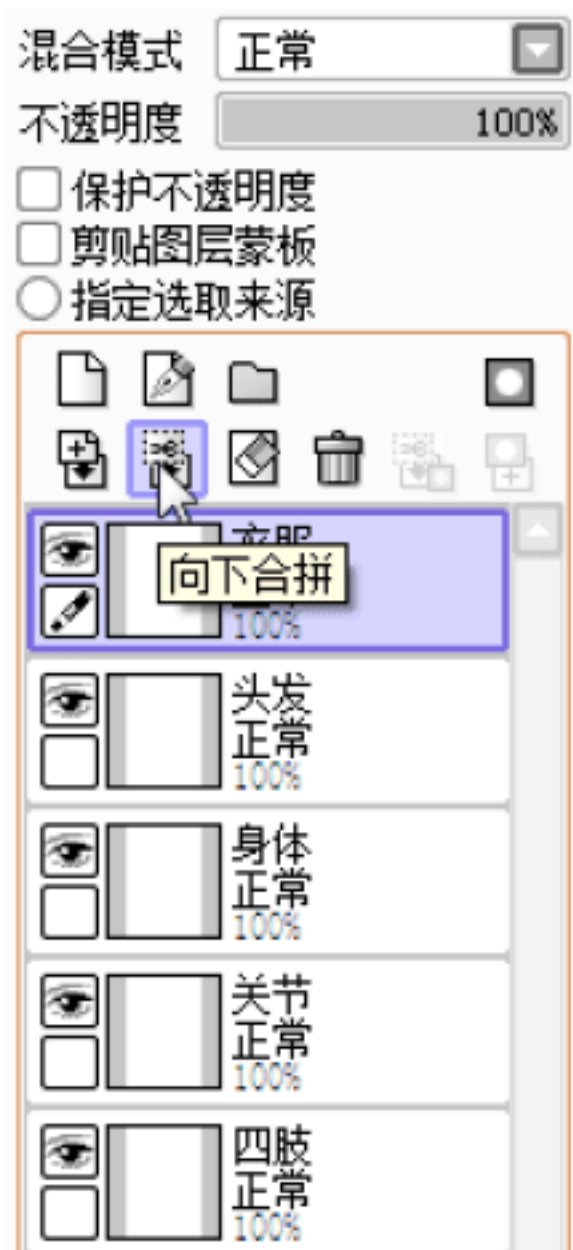 混合模式 正常
不透明度 100%
保护不透明度
剪贴图层蒙板
指定选取来源
向下合拼
100%
头发
正常
100%
身体
正常
100%
关节
正常
100%
四肢
正常
100%